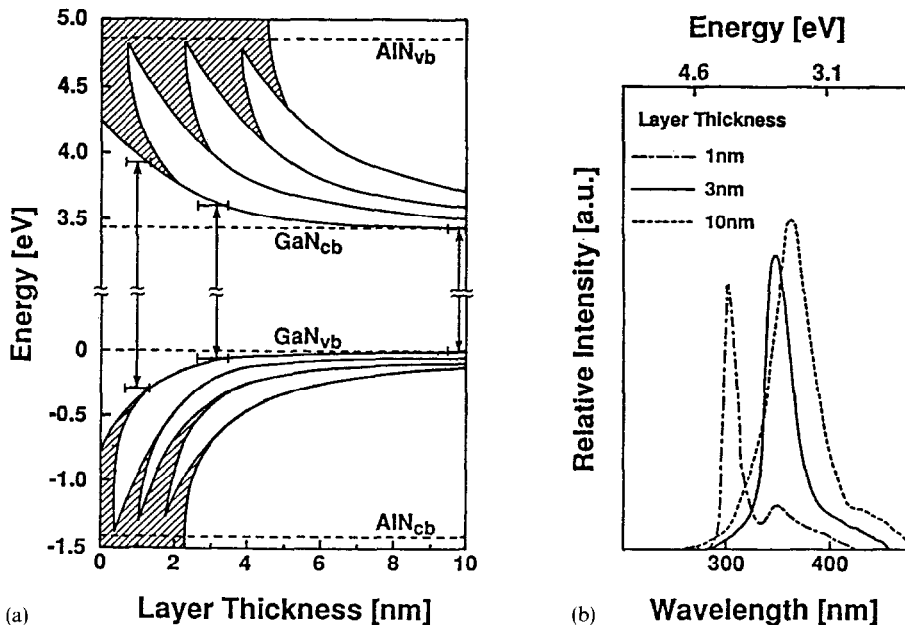 5.0
4.5
4.0
3.5
0
-0.5
-1.0
-1.5
Energy [eV]
AlNvb
GaNcb
GaNvb
AlNcb
0 2 4 6 8 10
(a) Layer Thickness [nm]
Energy [eV]
4.6 3.1
Layer Thickness
1nm
3nm
10nm
Relative Intensity [a.u.]
300 400
(b) Wavelength [nm]